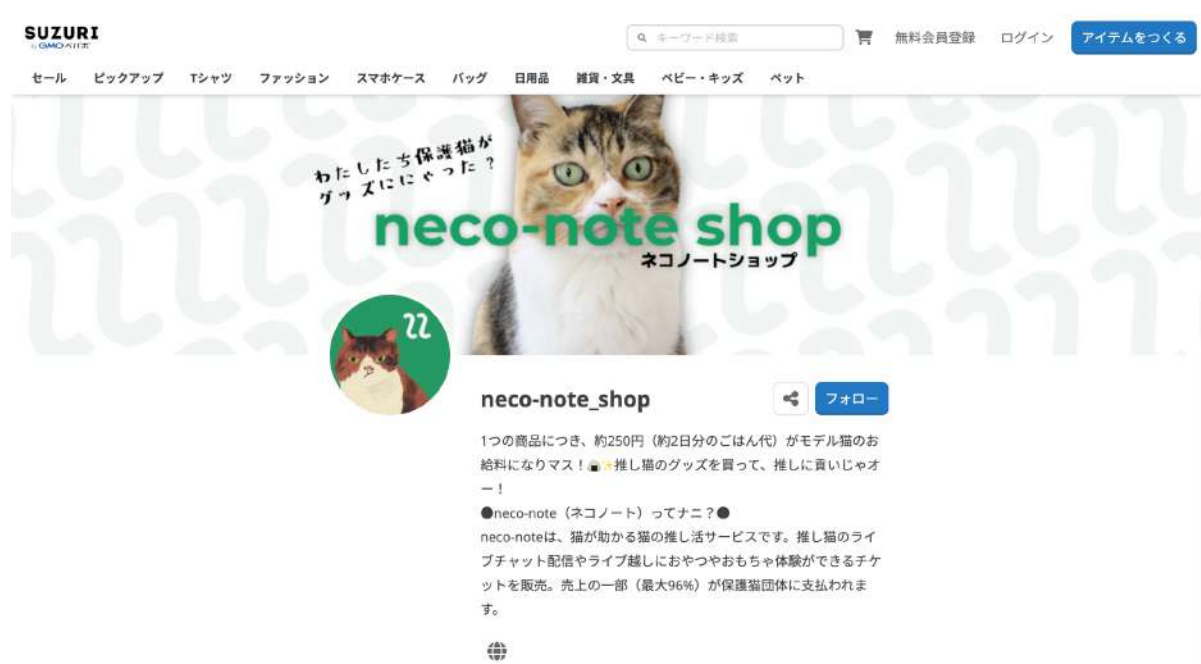 SUZURI
by GMOペパボ
キーワード検索
無料会員登録
ログイン
アイテムをつくる
セール ピックアップ Tシャツ ファッション スマホケース バッグ 日用品 雑貨・文具 ベビー・キッズ ペット
わたしたち保護猫が
グッズににゃった?
neco-note shop
ネコノートショップ
neco-note_shop
フォロー
1つの商品につき、約250円（約2日分のごはん代）がモデル猫のお
給料になりマス！🍙✨推し猫のグッズを買って、推しに貢いじゃオ
ー！
●neco-note（ネコノート）ってナニ？●
neco-noteは、猫が助かる猫の推し活サービスです。推し猫のライ
ブチャット配信やライブ越しにおやつやおもちゃ体験ができるチケ
ットを販売。売上の一部（最大96%）が保護猫団体に支払われま
す。